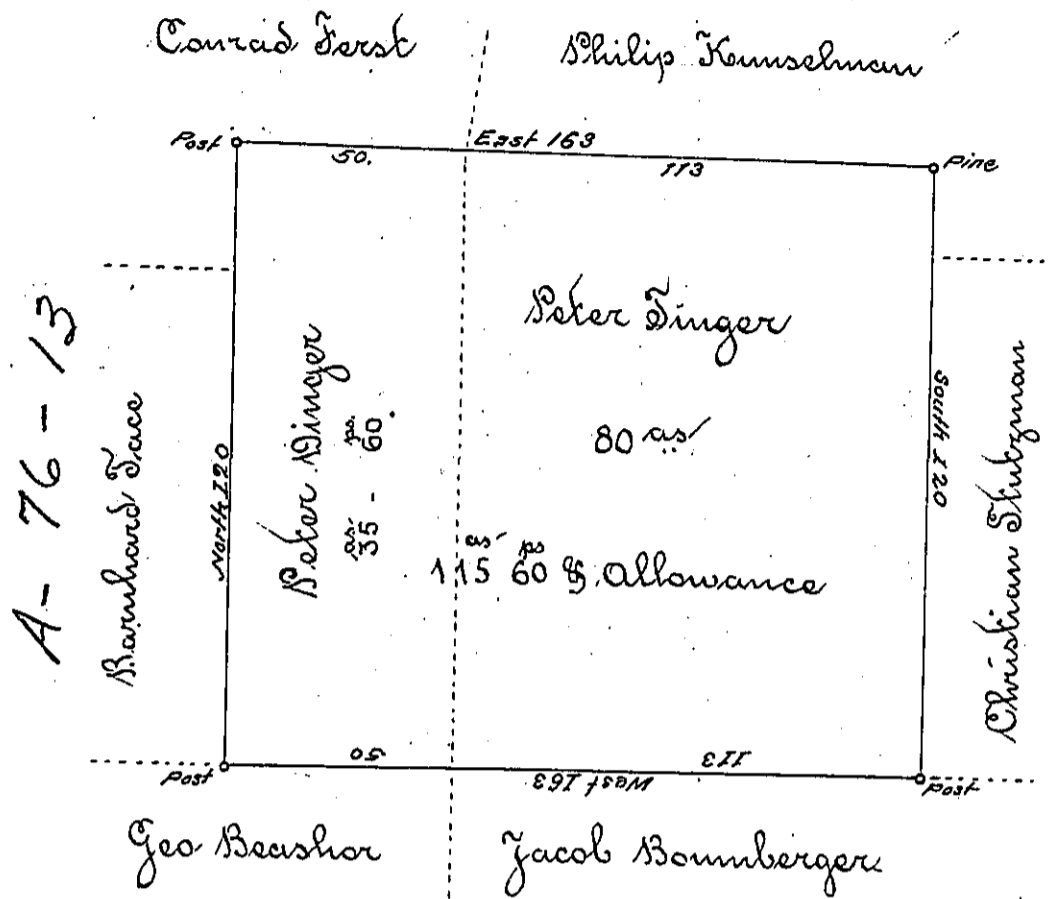 Conrad Ferst
Philip Kunselman
Post
East 163
50.
113
Pine
A-76-13
Barnhard Face
North 120
Peter Dinger
as ps
35 - 60.
Peter Finger
80 as
as ps
115 60 & Allowance
South 120
Christian Stutzman
50
113
Post
West 163
Post
Geo Beashor
Jacob Bomnberger